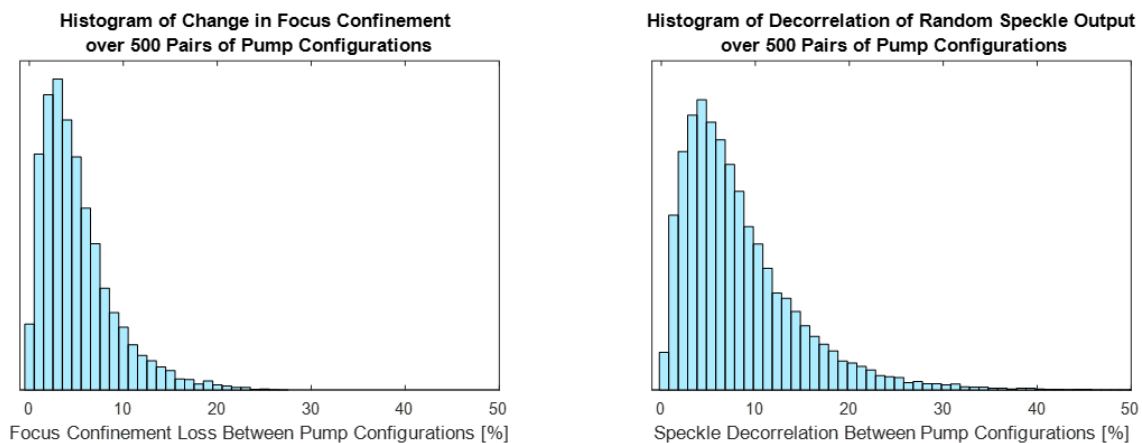 Histogram of Change in Focus Confinement
over 500 Pairs of Pump Configurations
0 10 20 30 40 50
Focus Confinement Loss Between Pump Configurations [%]
Histogram of Decorrelation of Random Speckle Output
over 500 Pairs of Pump Configurations
0 10 20 30 40 50
Speckle Decorrelation Between Pump Configurations [%]